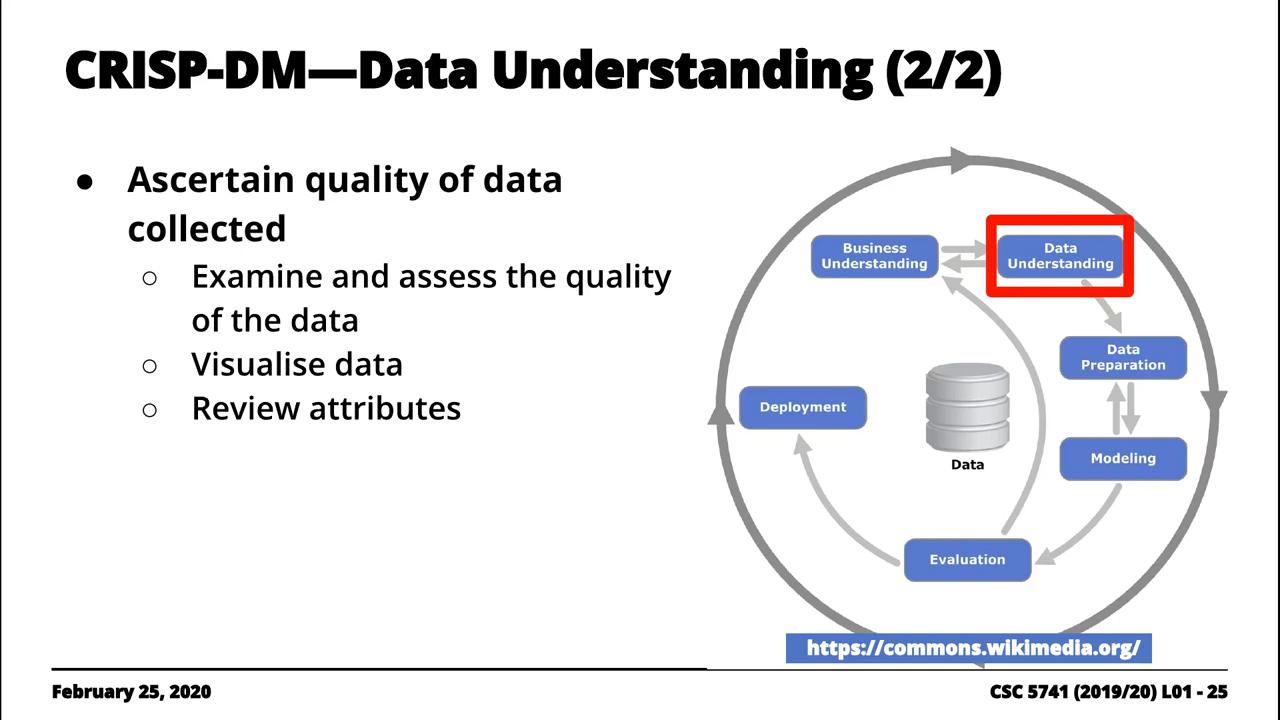 CRISP-DM—Data Understanding (2/2)
● Ascertain quality of data
collected
○ Examine and assess the quality
of the data
○ Visualise data
○ Review attributes
Business
Understanding
Data
Understanding
Data
Preparation
Deployment
Data
Modeling
Evaluation
https://commons.wikimedia.org/
February 25, 2020
CSC 5741 (2019/20) L01 - 25